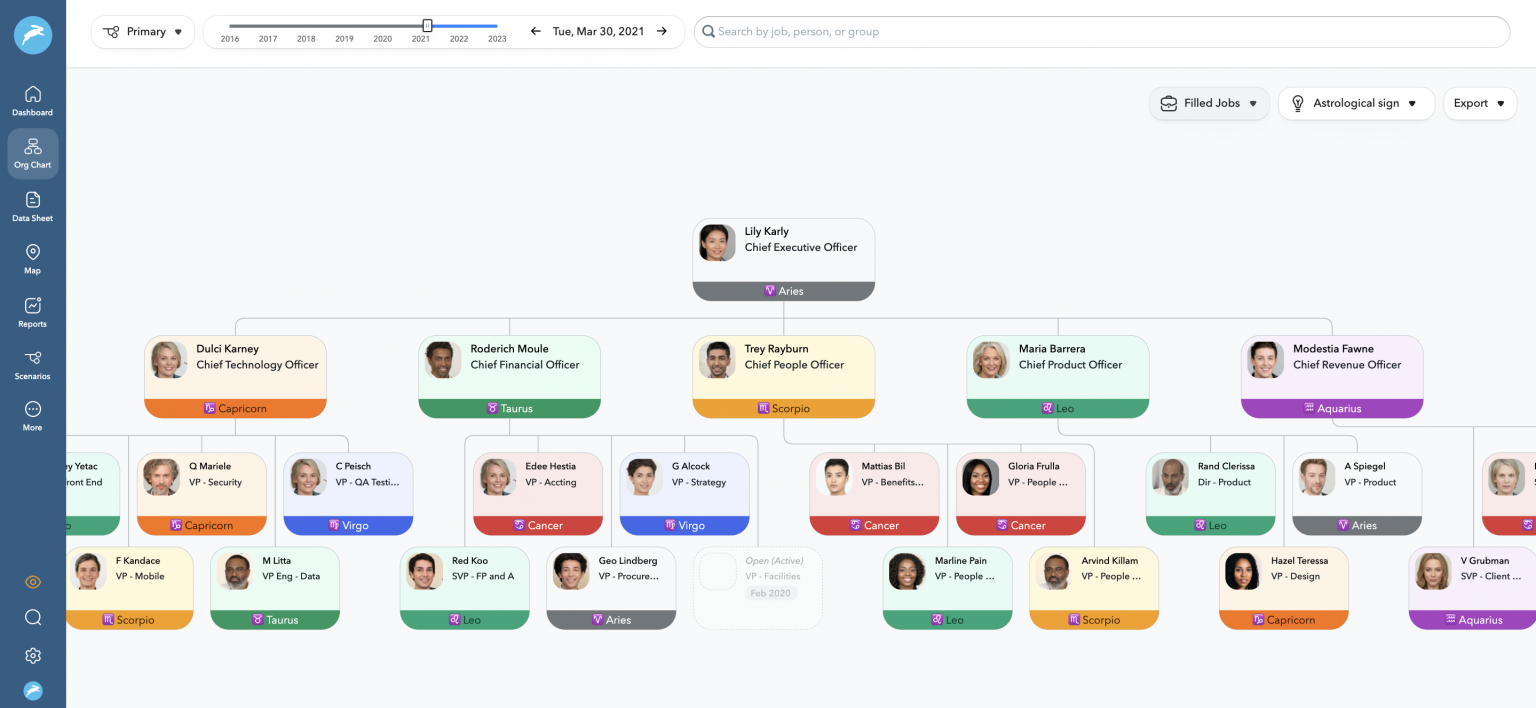 Primary
2016 2017 2018 2019 2020 2021 2022 2023
Tue, Mar 30, 2021
Search by job, person, or group
Dashboard
Org Chart
Data Sheet
Map
Reports
Scenarios
More
Filled Jobs
Astrological sign
Export
Lily Karly
Chief Executive Officer
Aries
Dulci Karney
Chief Technology Officer
Capricorn
Roderich Moule
Chief Financial Officer
Taurus
Trey Rayburn
Chief People Officer
Scorpio
Maria Barrera
Chief Product Officer
Leo
Modestia Fawne
Chief Revenue Officer
Aquarius
Yetac
Front End
Q Mariele
VP - Security
Capricorn
C Peisch
VP - QA Testi...
Virgo
Edee Hestia
VP - Accting
Cancer
G Alcock
VP - Strategy
Virgo
Mattias Bil
VP - Benefits...
Cancer
Gloria Frulla
VP - People ...
Cancer
Rand Clerissa
Dir - Product
Leo
A Spiegel
VP - Product
Aries
F Kandace
VP - Mobile
Scorpio
M Litta
VP Eng - Data
Taurus
Red Koo
SVP - FP and A
Leo
Geo Lindberg
VP - Procure...
Aries
Open (Active)
VP - Facilities
Feb 2020
Marline Pain
VP - People ...
Leo
Arvind Killam
VP - People ...
Scorpio
Hazel Teressa
VP - Design
Capricorn
V Grubman
SVP - Client ...
Aquarius